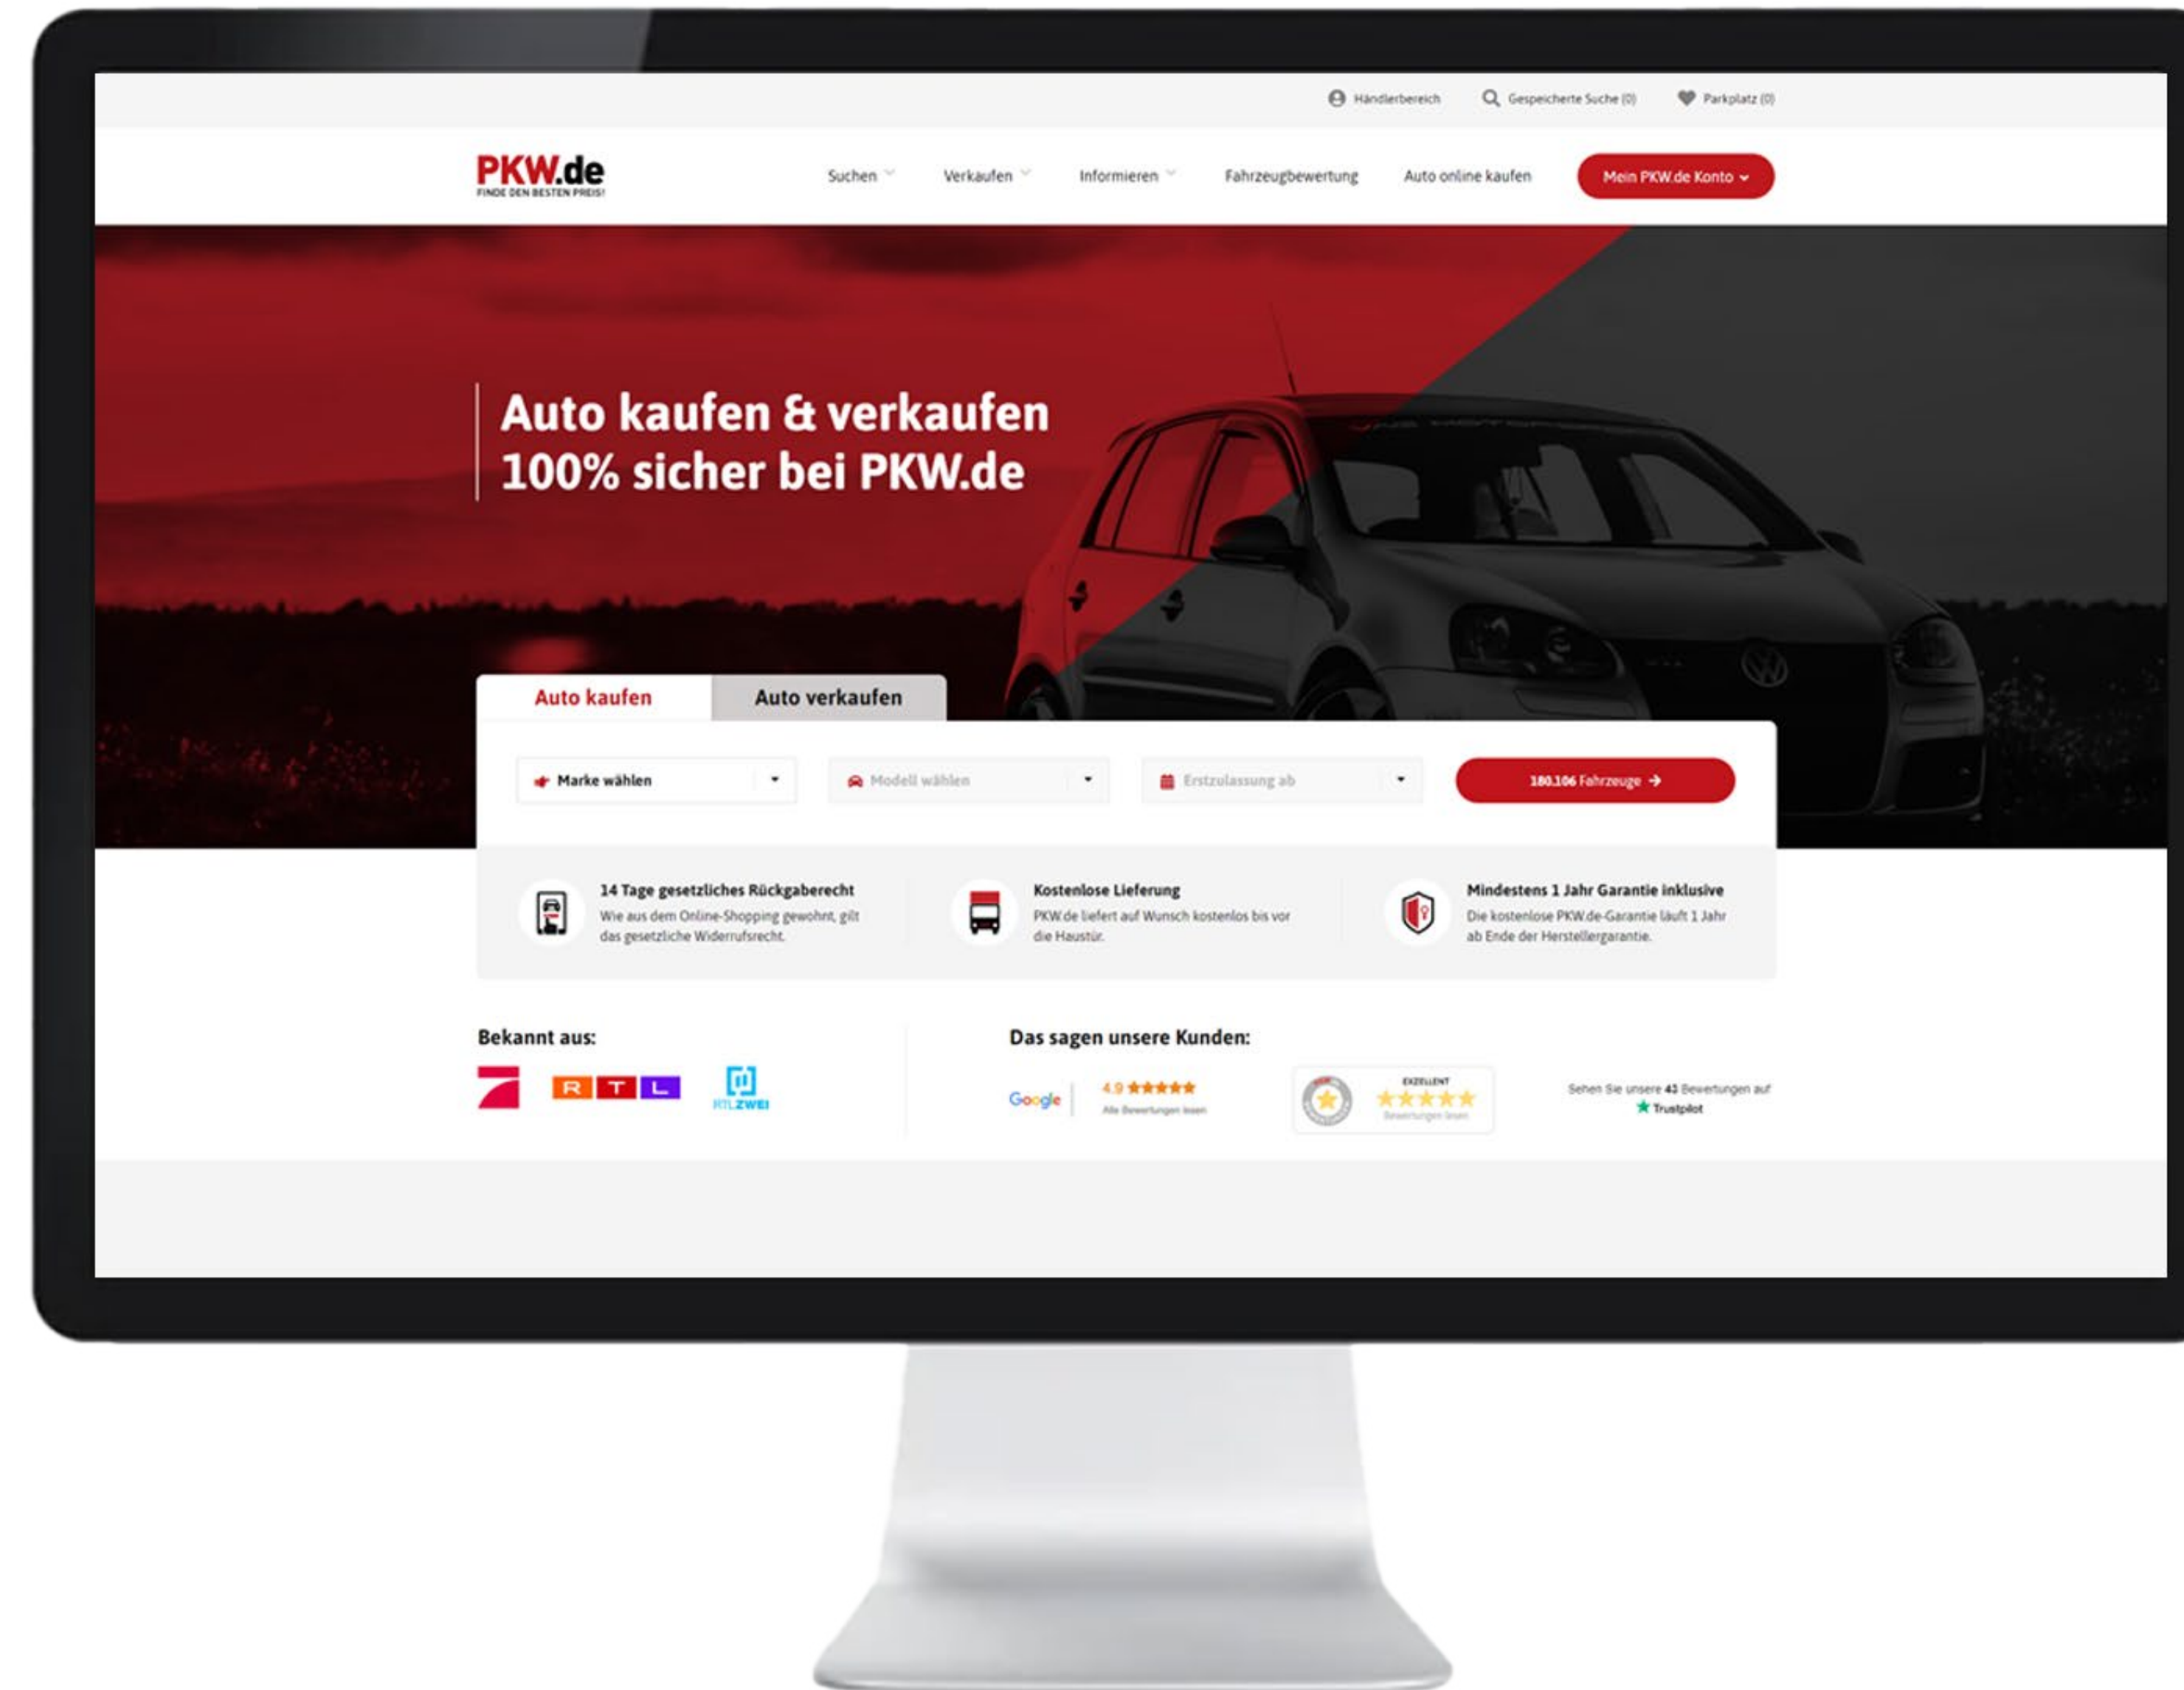 Händlerbereich
Gespeicherte Suche (0)
Parkplatz (0)
PKW.de
FINDE DEN BESTEN PREIS!
Suchen
Verkaufen
Informieren
Fahrzeugbewertung
Auto online kaufen
Mein PKW.de Konto
Auto kaufen & verkaufen
100% sicher bei PKW.de
Auto kaufen
Auto verkaufen
Marke wählen
Modell wählen
Erstzulassung ab
180.106 Fahrzeuge
14 Tage gesetzliches Rückgaberecht
Wie aus dem Online-Shopping gewohnt, gilt
das gesetzliche Widerrufsrecht.
Kostenlose Lieferung
PKW.de liefert auf Wunsch kostenlos bis vor
die Haustür.
Mindestens 1 Jahr Garantie inklusive
Die kostenlose PKW.de-Garantie läuft 1 Jahr
ab Ende der Herstellergarantie.
Bekannt aus:
RTL
RTLZWEI
Das sagen unsere Kunden:
Google
4.9
Alle Bewertungen lesen
EXZELLENT
Bewertungen lesen
Sehen Sie unsere 43 Bewertungen auf
Trustpilot